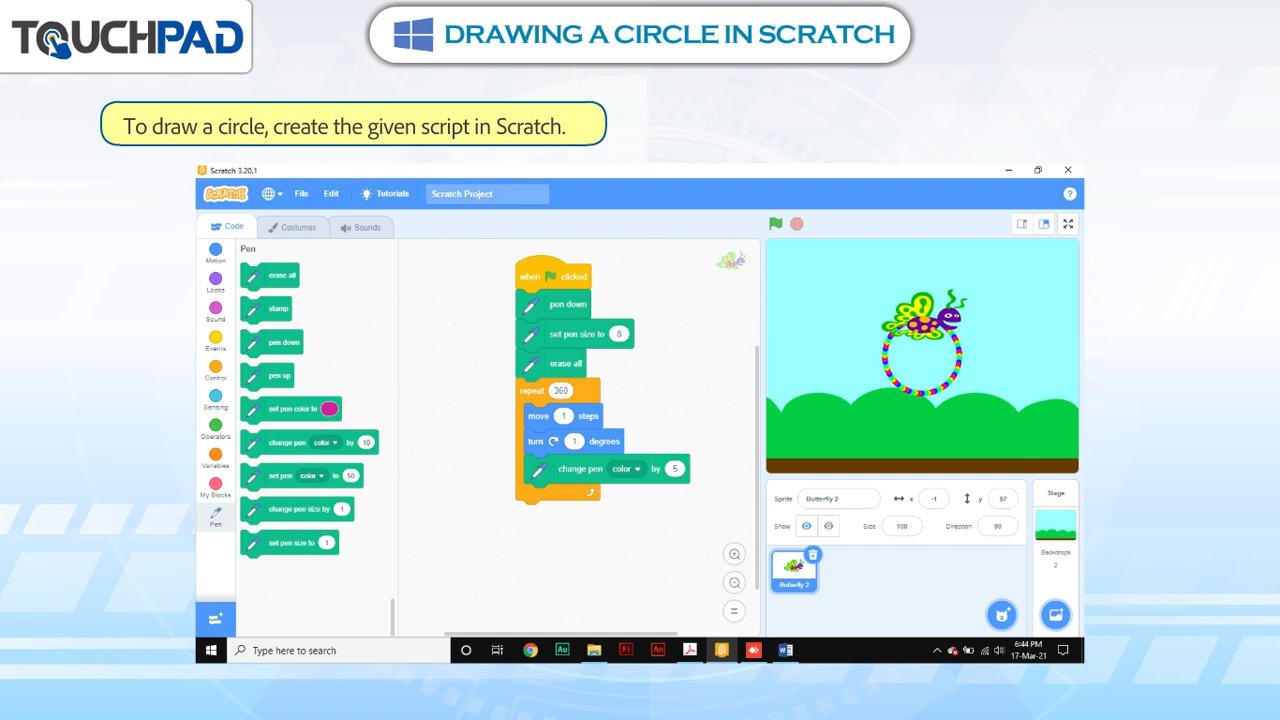 TOUCHPAD
DRAWING A CIRCLE IN SCRATCH
To draw a circle, create the given script in Scratch.
Scratch 3.20.1
SCRATCH File Edit Tutorials Scratch Project ?
Code Costumes Sounds
Motion
Looks
Sound
Events
Control
Sensing
Operators
Variables
My Blocks
Pen
Pen
erase all
stamp
pen down
pen up
set pen color to
change pen color by 10
set pen color to 50
change pen size by 1
set pen size to 1
when clicked
pen down
set pen size to 8
erase all
repeat 360
move 1 steps
turn 1 degrees
change pen color by 5
Sprite Butterfly 2 x -1 y 57
Show Size 100 Direction 90
Butterfly 2
Stage
Backdrops
2
Type here to search
Au Fl An W
6:44 PM
17-Mar-21